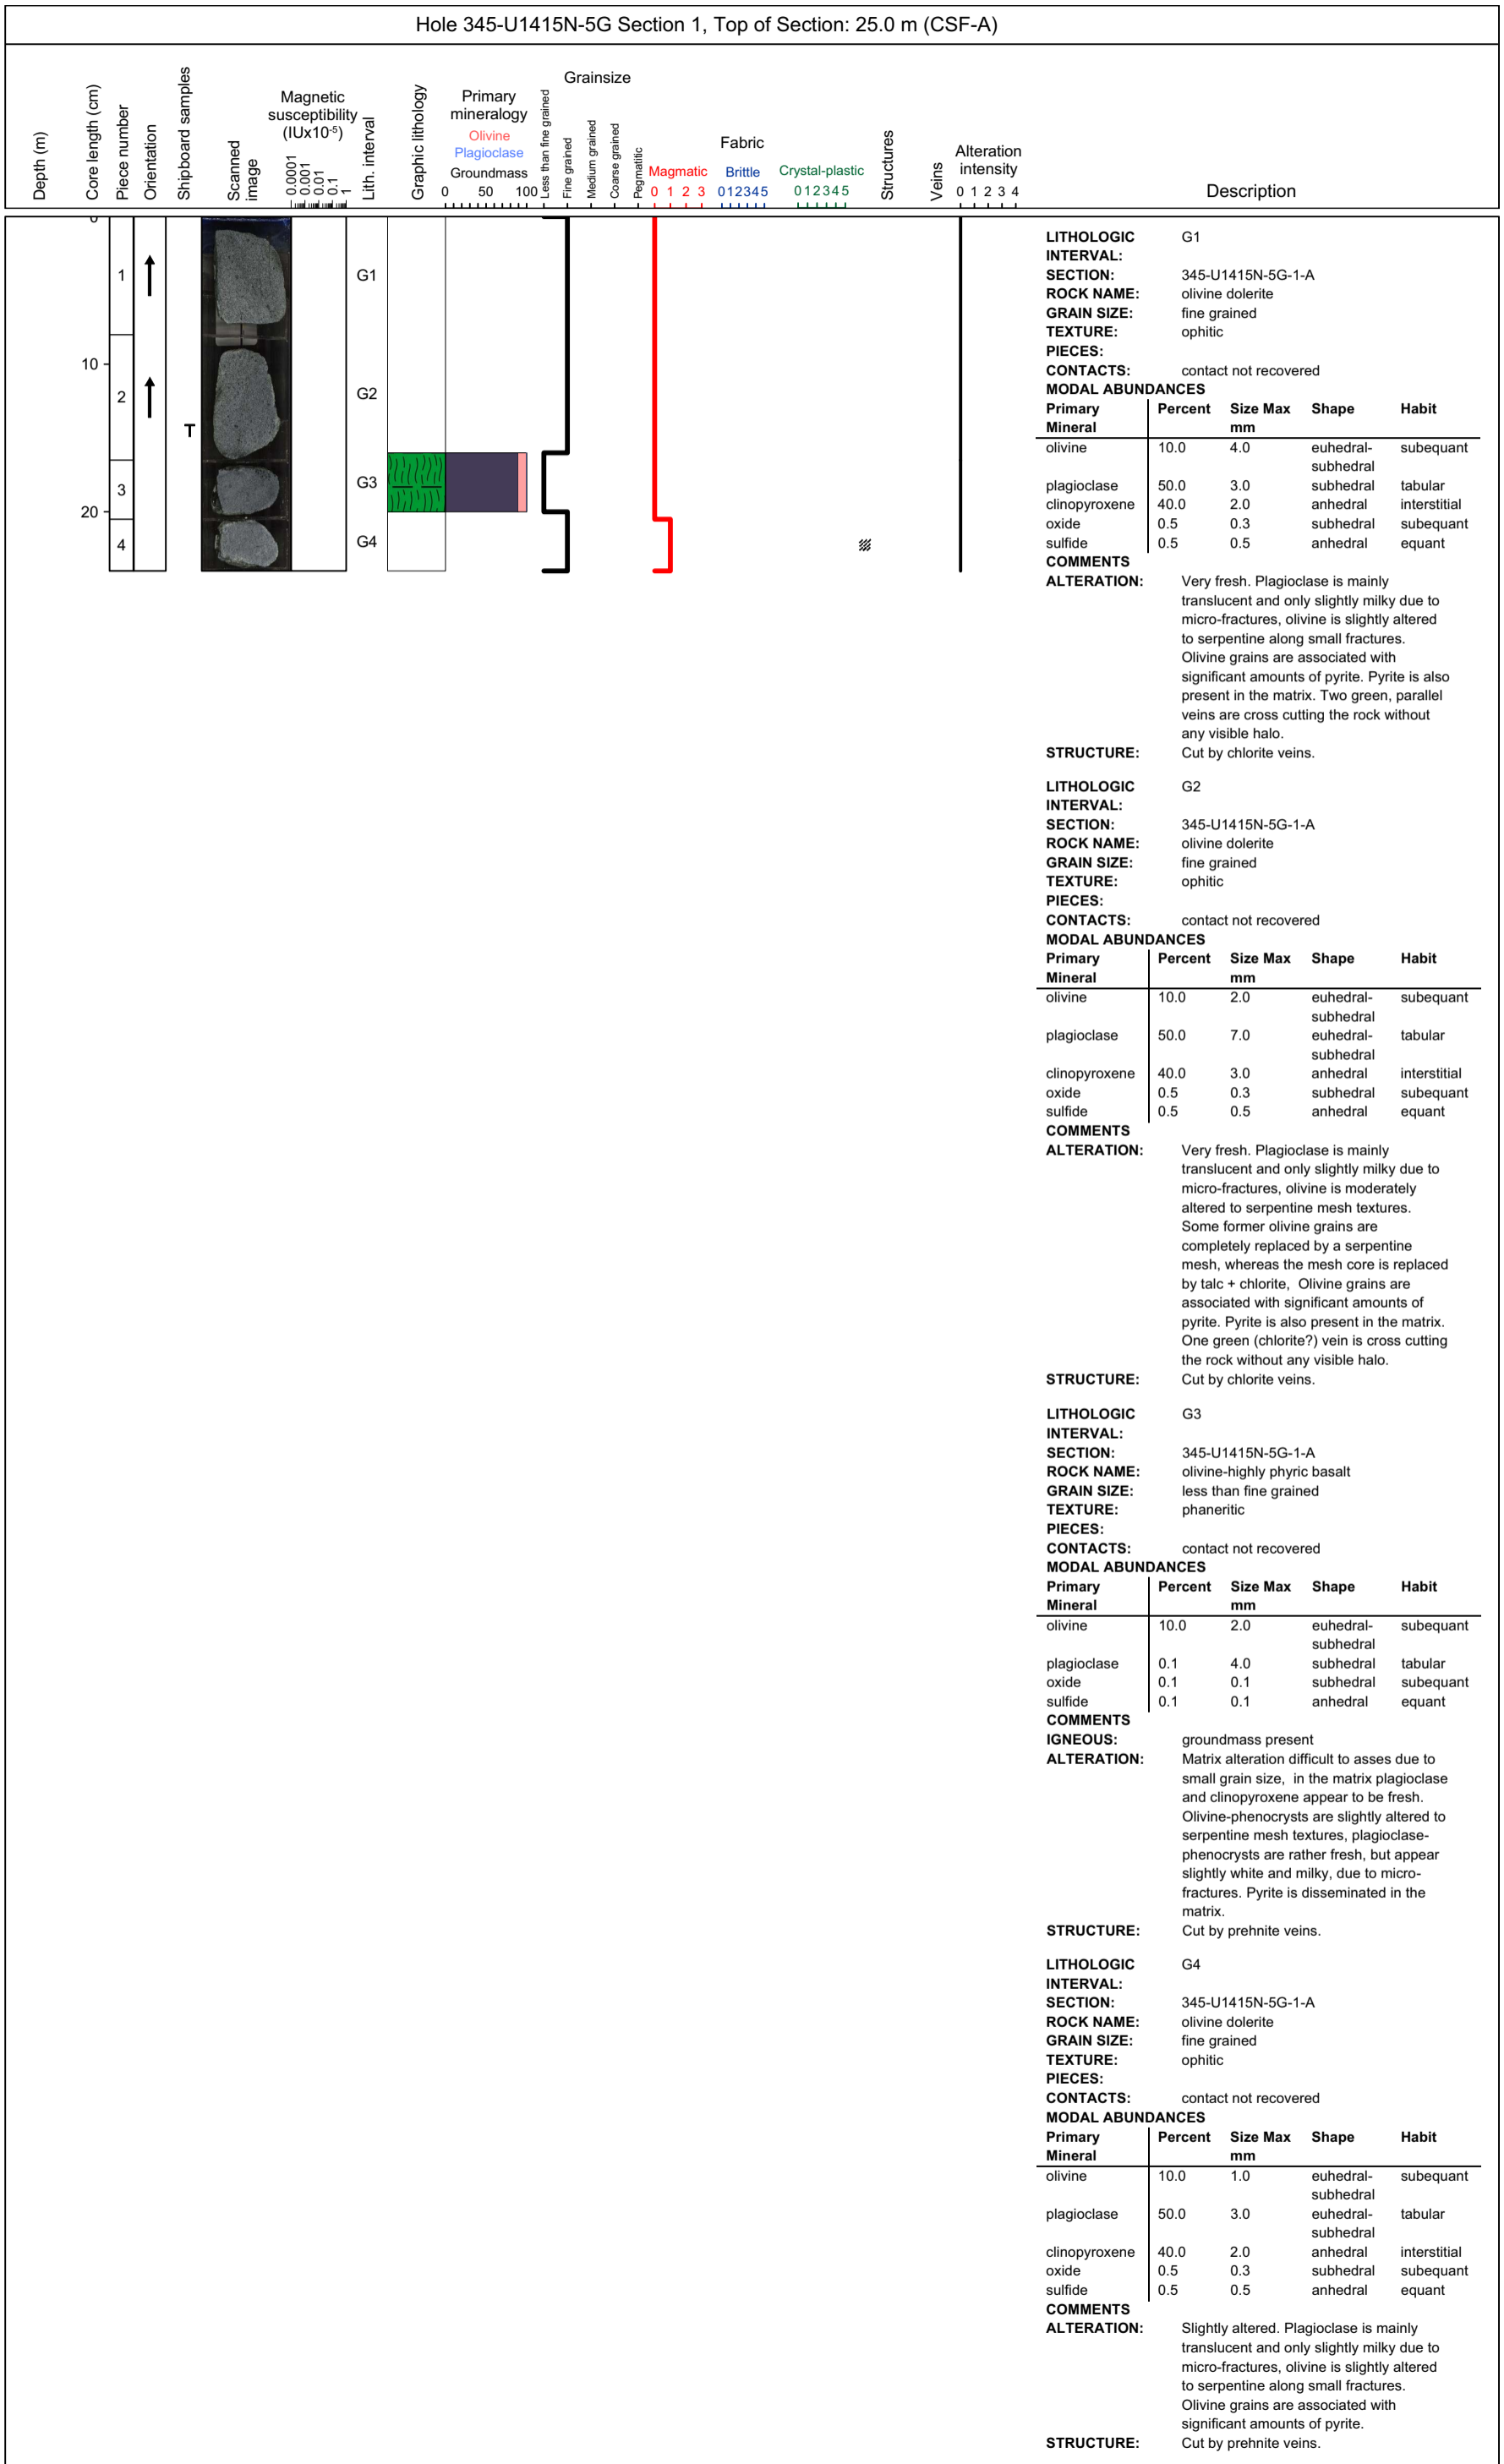 Hole 345-U1415N-5G Section 1, Top of Section: 25.0 m (CSF-A)
Depth (m)
Core length (cm)
Piece number
Orientation
Shipboard samples
Scanned
image
Magnetic
susceptibility
(IUx10-5)
0.0001
0.001
0.01
0.1
1
Lith. interval
Graphic lithology
Primary
mineralogy
Olivine
Plagioclase
Groundmass
0 50 100
Grainsize
Less than fine grained
Fine grained
Medium grained
Coarse grained
Pegmatitic
Fabric
Magmatic Brittle Crystal-plastic
0 1 2 3 012345 012345
Structures
Veins
Alteration
intensity
0 1 2 3 4
Description
0
1 G1
10
2 G2
T
3 G3
20
4 G4
LITHOLOGIC G1
INTERVAL:
SECTION: 345-U1415N-5G-1-A
ROCK NAME: olivine dolerite
GRAIN SIZE: fine grained
TEXTURE: ophitic
PIECES:
CONTACTS: contact not recovered
MODAL ABUNDANCES
Primary Percent Size Max Shape Habit
Mineral mm
olivine 10.0 4.0 euhedral- subequant
subhedral
plagioclase 50.0 3.0 subhedral tabular
clinopyroxene 40.0 2.0 anhedral interstitial
oxide 0.5 0.3 subhedral subequant
sulfide 0.5 0.5 anhedral equant
COMMENTS
ALTERATION: Very fresh. Plagioclase is mainly
translucent and only slightly milky due to
micro-fractures, olivine is slightly altered
to serpentine along small fractures.
Olivine grains are associated with
significant amounts of pyrite. Pyrite is also
present in the matrix. Two green, parallel
veins are cross cutting the rock without
any visible halo.
STRUCTURE: Cut by chlorite veins.
LITHOLOGIC G2
INTERVAL:
SECTION: 345-U1415N-5G-1-A
ROCK NAME: olivine dolerite
GRAIN SIZE: fine grained
TEXTURE: ophitic
PIECES:
CONTACTS: contact not recovered
MODAL ABUNDANCES
Primary Percent Size Max Shape Habit
Mineral mm
olivine 10.0 2.0 euhedral- subequant
subhedral
plagioclase 50.0 7.0 euhedral- tabular
subhedral
clinopyroxene 40.0 3.0 anhedral interstitial
oxide 0.5 0.3 subhedral subequant
sulfide 0.5 0.5 anhedral equant
COMMENTS
ALTERATION: Very fresh. Plagioclase is mainly
translucent and only slightly milky due to
micro-fractures, olivine is moderately
altered to serpentine mesh textures.
Some former olivine grains are
completely replaced by a serpentine
mesh, whereas the mesh core is replaced
by talc + chlorite, Olivine grains are
associated with significant amounts of
pyrite. Pyrite is also present in the matrix.
One green (chlorite?) vein is cross cutting
the rock without any visible halo.
STRUCTURE: Cut by chlorite veins.
LITHOLOGIC G3
INTERVAL:
SECTION: 345-U1415N-5G-1-A
ROCK NAME: olivine-highly phyric basalt
GRAIN SIZE: less than fine grained
TEXTURE: phaneritic
PIECES:
CONTACTS: contact not recovered
MODAL ABUNDANCES
Primary Percent Size Max Shape Habit
Mineral mm
olivine 10.0 2.0 euhedral- subequant
subhedral
plagioclase 0.1 4.0 subhedral tabular
oxide 0.1 0.1 subhedral subequant
sulfide 0.1 0.1 anhedral equant
COMMENTS
IGNEOUS: groundmass present
ALTERATION: Matrix alteration difficult to asses due to
small grain size, in the matrix plagioclase
and clinopyroxene appear to be fresh.
Olivine-phenocrysts are slightly altered to
serpentine mesh textures, plagioclase-
phenocrysts are rather fresh, but appear
slightly white and milky, due to micro-
fractures. Pyrite is disseminated in the
matrix.
STRUCTURE: Cut by prehnite veins.
LITHOLOGIC G4
INTERVAL:
SECTION: 345-U1415N-5G-1-A
ROCK NAME: olivine dolerite
GRAIN SIZE: fine grained
TEXTURE: ophitic
PIECES:
CONTACTS: contact not recovered
MODAL ABUNDANCES
Primary Percent Size Max Shape Habit
Mineral mm
olivine 10.0 1.0 euhedral- subequant
subhedral
plagioclase 50.0 3.0 euhedral- tabular
subhedral
clinopyroxene 40.0 2.0 anhedral interstitial
oxide 0.5 0.3 subhedral subequant
sulfide 0.5 0.5 anhedral equant
COMMENTS
ALTERATION: Slightly altered. Plagioclase is mainly
translucent and only slightly milky due to
micro-fractures, olivine is slightly altered
to serpentine along small fractures.
Olivine grains are associated with
significant amounts of pyrite.
STRUCTURE: Cut by prehnite veins.